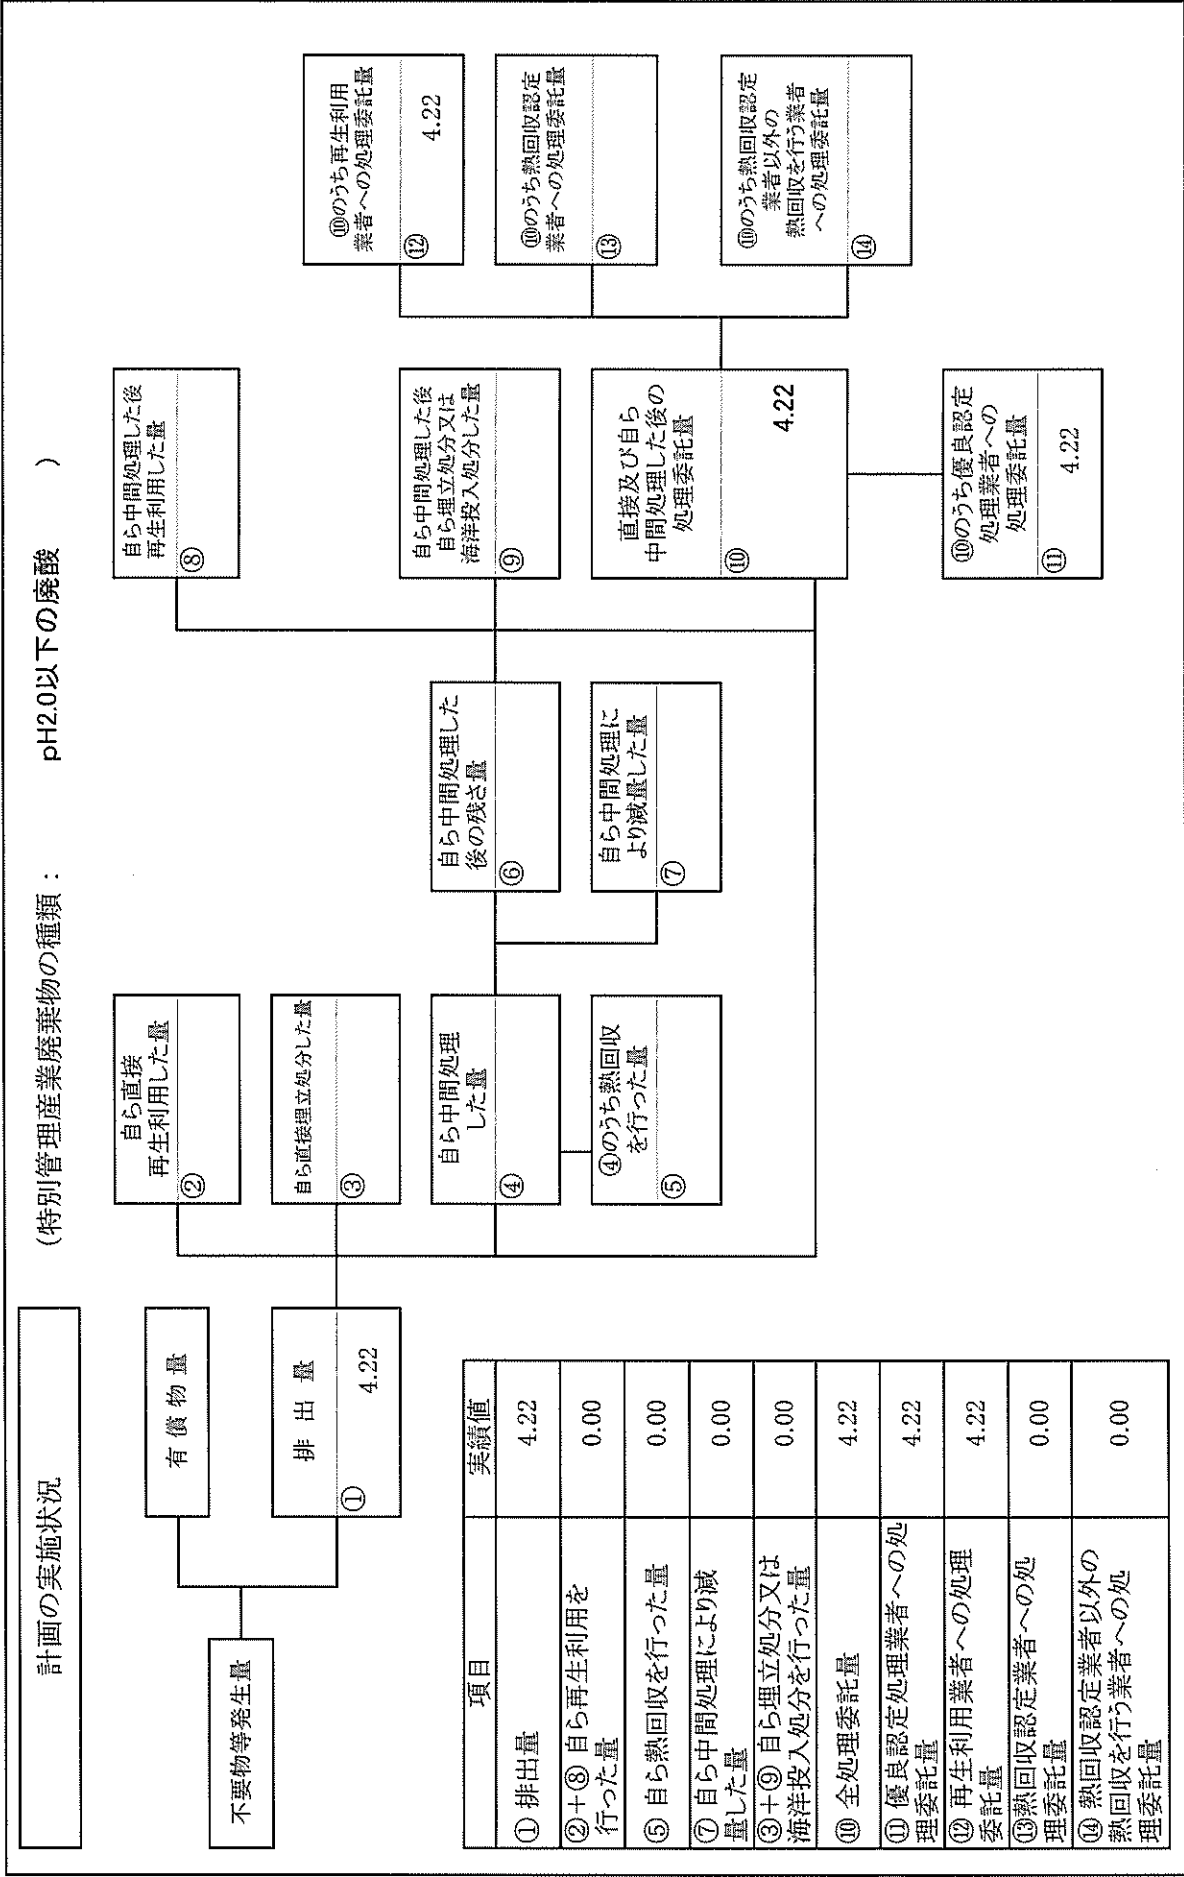 計画の実施状況
(特別管理産業廃棄物の種類： pH2.0以下の廃酸 )
不要物等発生量
有 償 物 量
排 出 量
①
4.22
自ら直接
再生利用した量
②
自ら直接埋立処分した量
③
自ら中間処理
した量
④
④のうち熱回収
を行った量
⑤
自ら中間処理した
後の残さ量
⑥
自ら中間処理に
より減量した量
⑦
自ら中間処理した後
再生利用した量
⑧
自ら中間処理した後
自ら埋立処分又は
海洋投入処分した量
⑨
直接及び自ら
中間処理した後の
処理委託量
⑩
4.22
⑩のうち優良認定
処理業者への
処理委託量
⑪
4.22
⑩のうち再生利用
業者への処理委託量
⑫
4.22
⑩のうち熱回収認定
業者への処理委託量
⑬
⑩のうち熱回収認定
業者以外の
熱回収を行う業者
への処理委託量
⑭
項目 実績値
① 排出量 4.22
②＋⑧ 自ら再生利用を
行った量 0.00
⑤ 自ら熱回収を行った量 0.00
⑦ 自ら中間処理により減
量した量 0.00
③＋⑨ 自ら埋立処分又は
海洋投入処分を行った量 0.00
⑩ 全処理委託量 4.22
⑪ 優良認定処理業者への処
理委託量 4.22
⑫ 再生利用業者への処理
委託量 4.22
⑬熱回収認定業者への処
理委託量 0.00
⑭ 熱回収認定業者以外の
熱回収を行う業者への処
理委託量 0.00